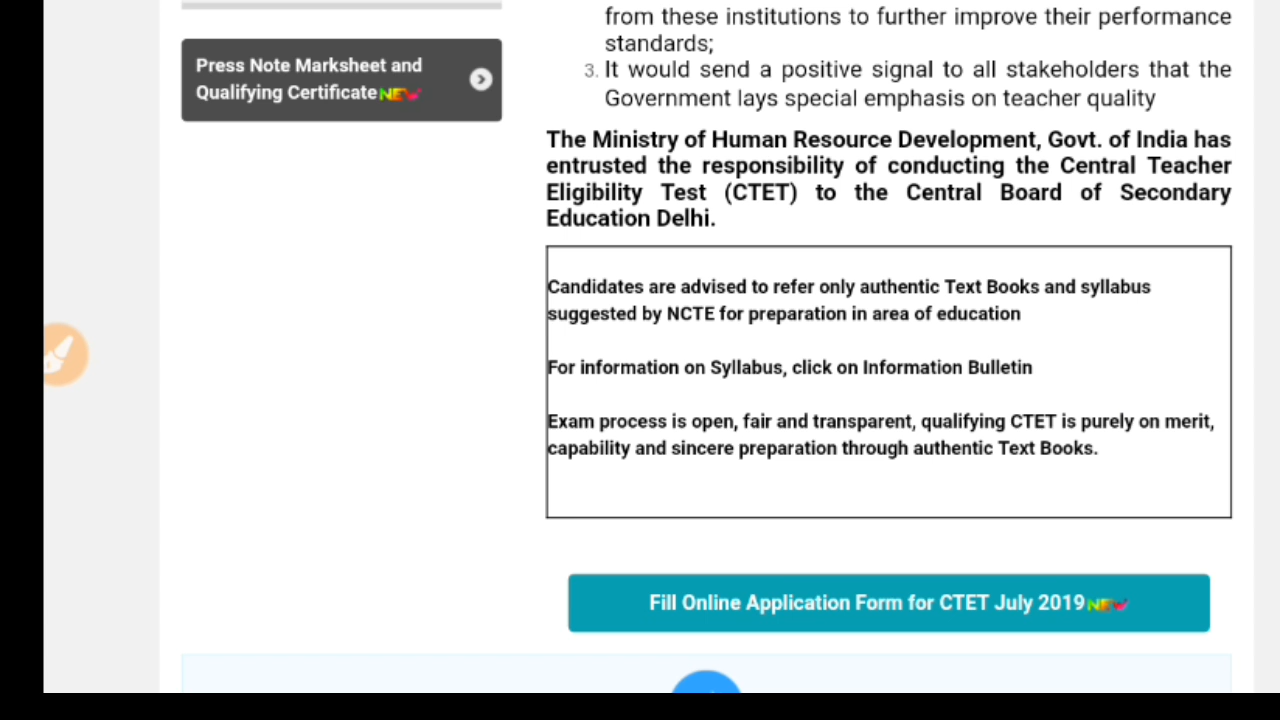 Press Note Marksheet and
Qualifying Certificate NEW
from these institutions to further improve their performance
standards;
3. It would send a positive signal to all stakeholders that the
Government lays special emphasis on teacher quality
The Ministry of Human Resource Development, Govt. of India has
entrusted the responsibility of conducting the Central Teacher
Eligibility Test (CTET) to the Central Board of Secondary
Education Delhi.
Candidates are advised to refer only authentic Text Books and syllabus
suggested by NCTE for preparation in area of education
For information on Syllabus, click on Information Bulletin
Exam process is open, fair and transparent, qualifying CTET is purely on merit,
capability and sincere preparation through authentic Text Books.
Fill Online Application Form for CTET July 2019 NEW